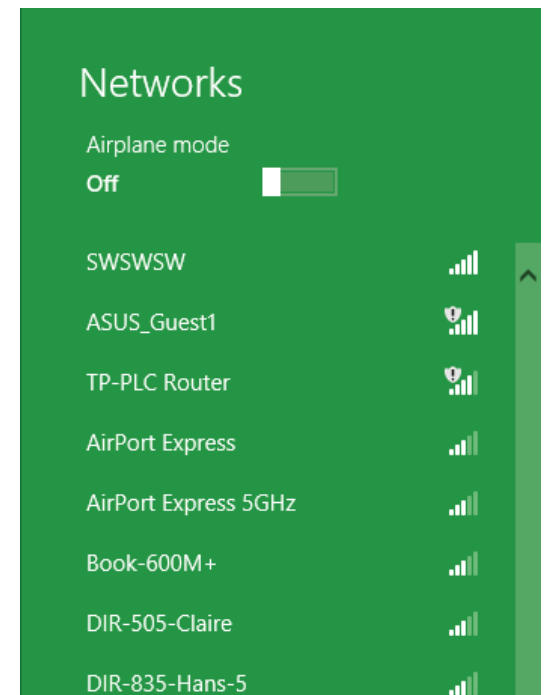 Networks
Airplane mode
Off
SWSWSW
ASUS_Guest1
TP-PLC Router
AirPort Express
AirPort Express 5GHz
Book-600M+
DIR-505-Claire
DIR-835-Hans-5